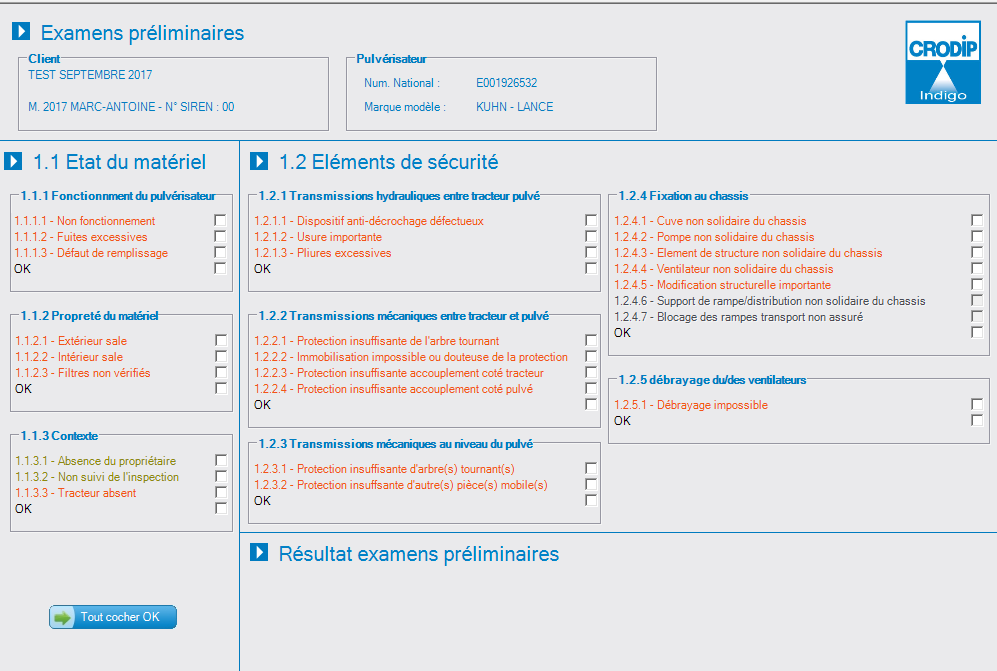 Examens préliminaires
Client
TEST SEPTEMBRE 2017
M. 2017 MARC-ANTOINE - N° SIREN : 00
Pulvérisateur
Num. National : E001926532
Marque modèle : KUHN - LANCE
CRODIP
Indigo
1.1 Etat du matériel
1.1.1 Fonctionnment du pulvérisateur
1.1.1.1 - Non fonctionnement
1.1.1.2 - Fuites excessives
1.1.1.3 - Défaut de remplissage
OK
1.1.2 Propreté du matériel
1.1.2.1 - Extérieur sale
1.1.2.2 - Intérieur sale
1.1.2.3 - Filtres non vérifiés
OK
1.1.3 Contexte
1.1.3.1 - Absence du propriétaire
1.1.3.2 - Non suivi de l'inspection
1.1.3.3 - Tracteur absent
OK
Tout cocher OK
1.2 Eléments de sécurité
1.2.1 Transmissions hydrauliques entre tracteur pulvé
1.2.1.1 - Dispositif anti-décrochage défectueux
1.2.1.2 - Usure importante
1.2.1.3 - Pliures excessives
OK
1.2.2 Transmissions mécaniques entre tracteur et pulvé
1.2.2.1 - Protection insuffisante de l'arbre tournant
1.2.2.2 - Immobilisation impossible ou douteuse de la protection
1.2.2.3 - Protection insuffisante accouplement coté tracteur
1.2.2.4 - Protection insuffisante accouplement coté pulvé
OK
1.2.3 Transmissions mécaniques au niveau du pulvé
1.2.3.1 - Protection insuffisante d'arbre(s) tournant(s)
1.2.3.2 - Protection insuffsante d'autre(s) pièce(s) mobile(s)
OK
1.2.4 Fixation au chassis
1.2.4.1 - Cuve non solidaire du chassis
1.2.4.2 - Pompe non solidaire du chassis
1.2.4.3 - Element de structure non solidaire du chassis
1.2.4.4 - Ventilateur non solidaire du chassis
1.2.4.5 - Modification structurelle importante
1.2.4.6 - Support de rampe/distribution non solidaire du chassis
1.2.4.7 - Blocage des rampes transport non assuré
OK
1.2.5 débrayage du/des ventilateurs
1.2.5.1 - Débrayage impossible
OK
Résultat examens préliminaires